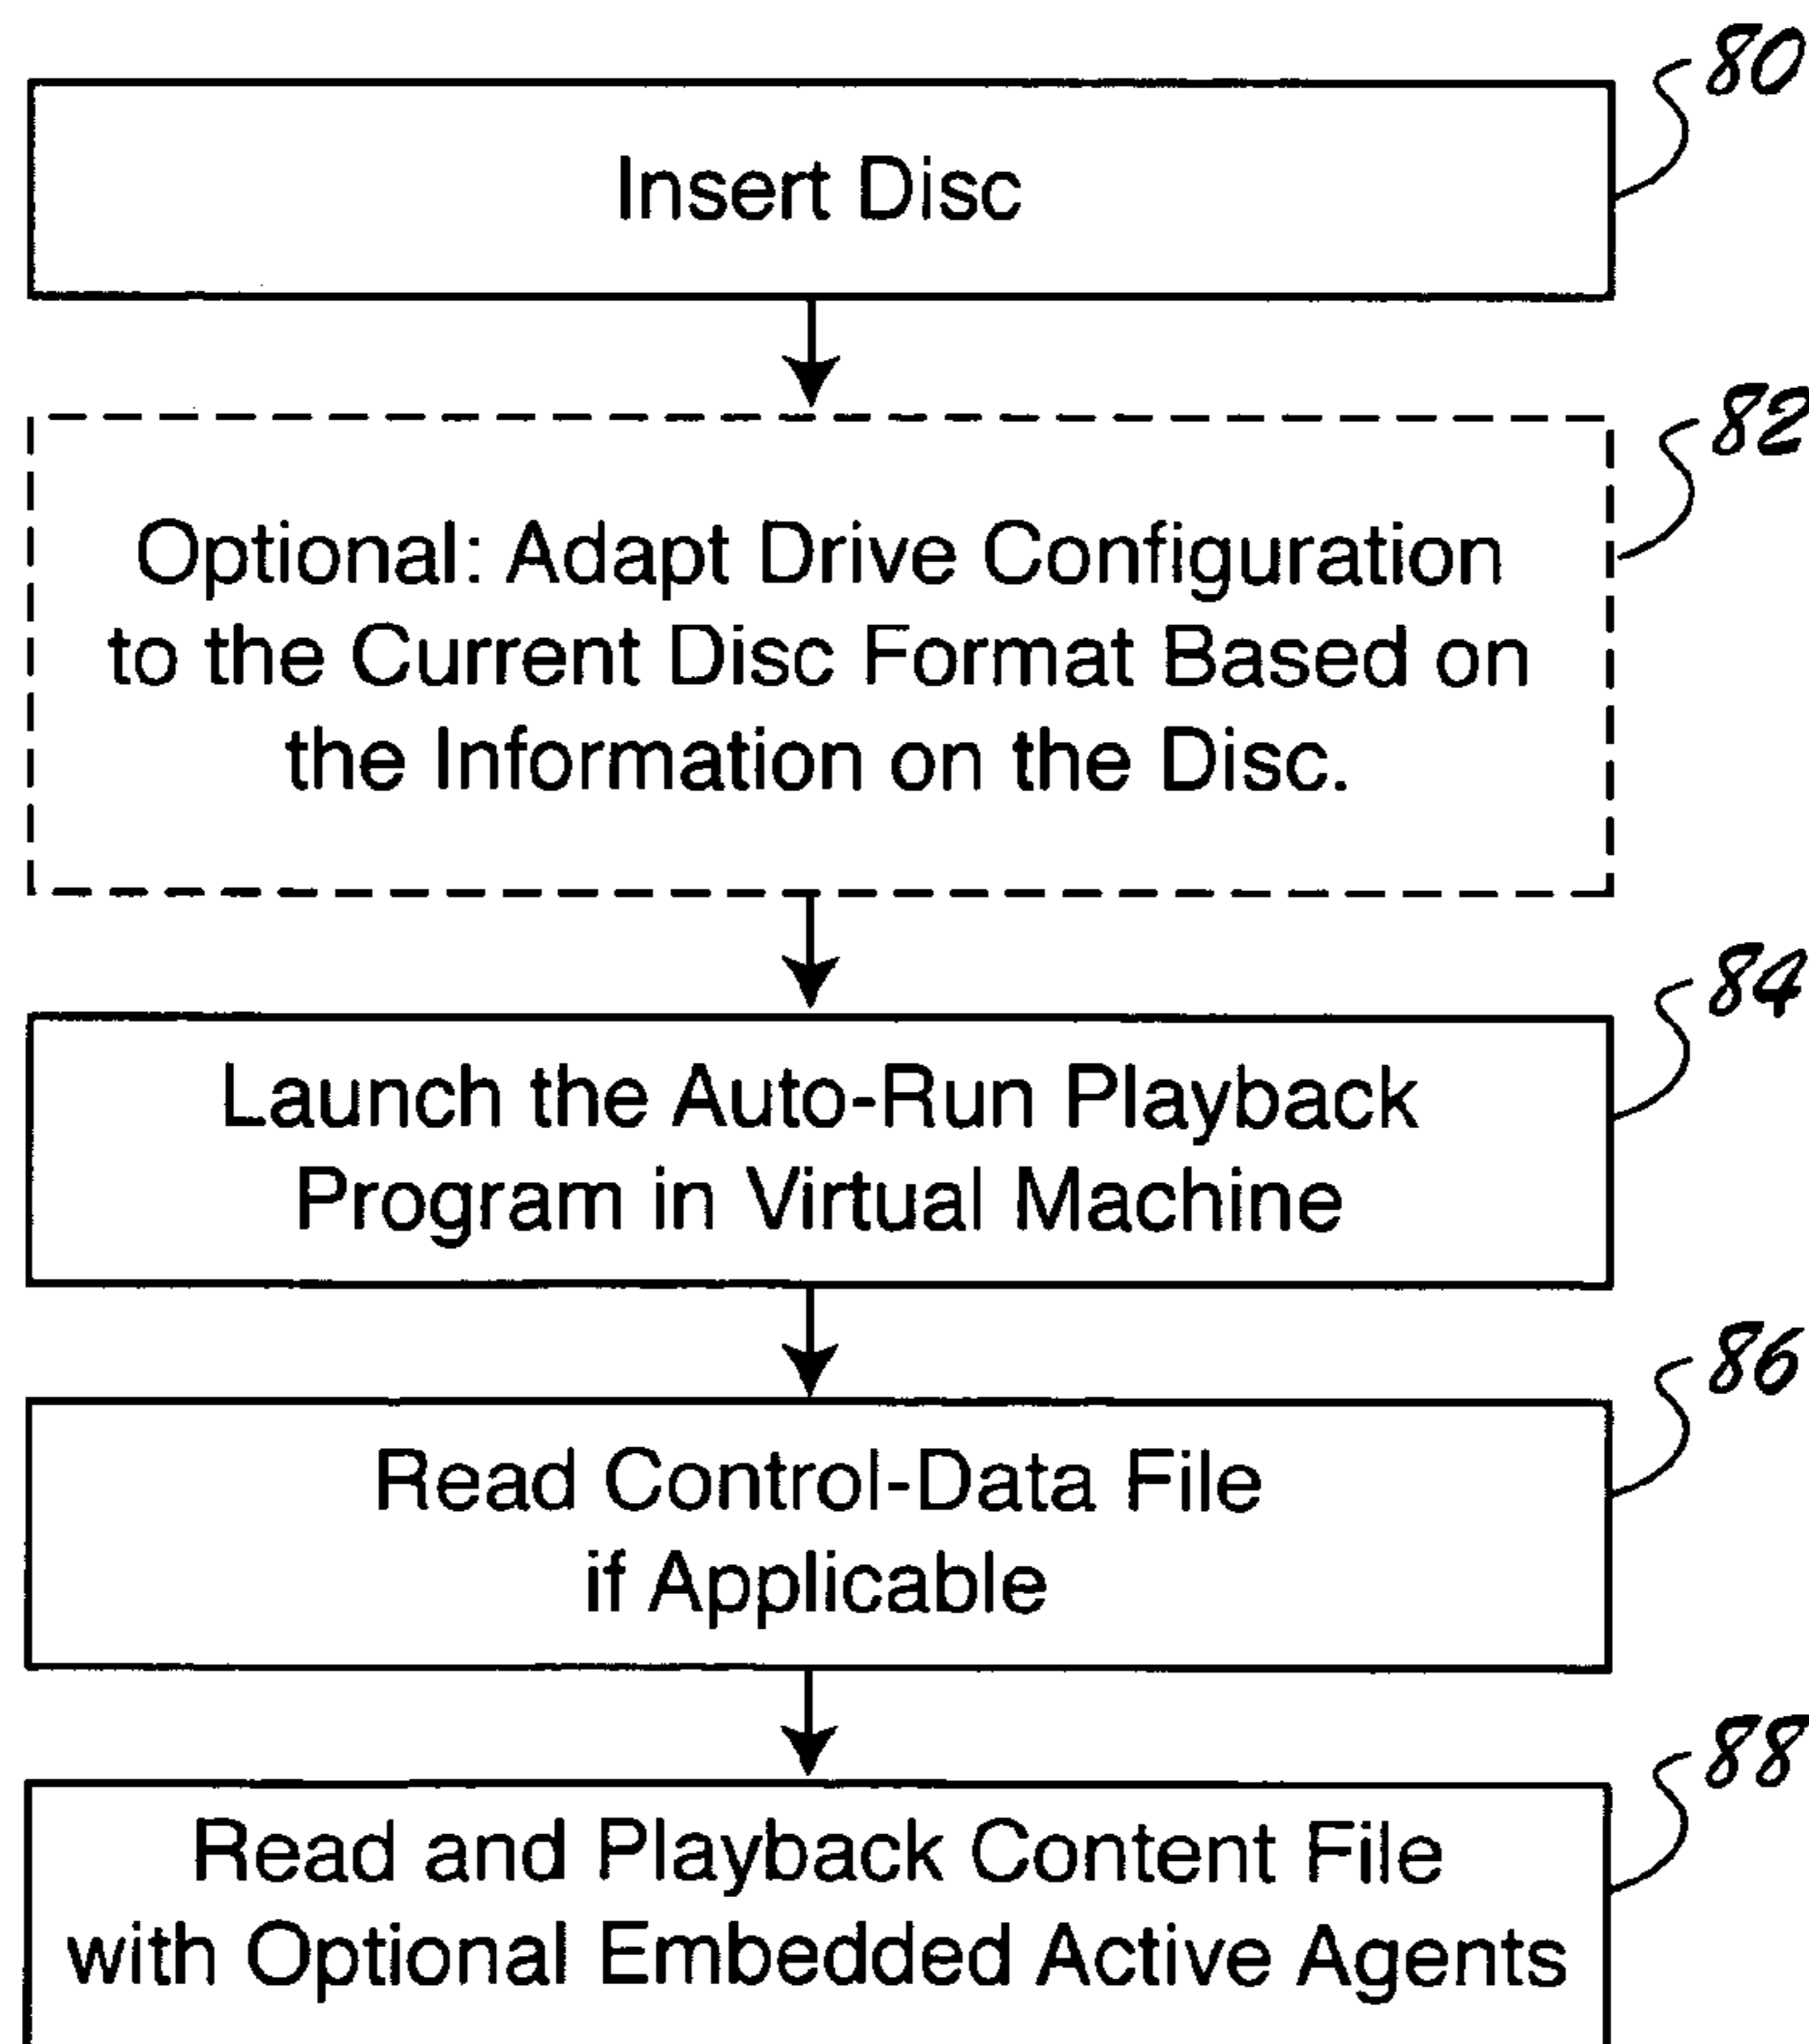 80
Insert Disc
82
Optional: Adapt Drive Configuration
to the Current Disc Format Based on
the Information on the Disc.
84
Launch the Auto-Run Playback
Program in Virtual Machine
86
Read Control-Data File
if Applicable
88
Read and Playback Content File
with Optional Embedded Active Agents